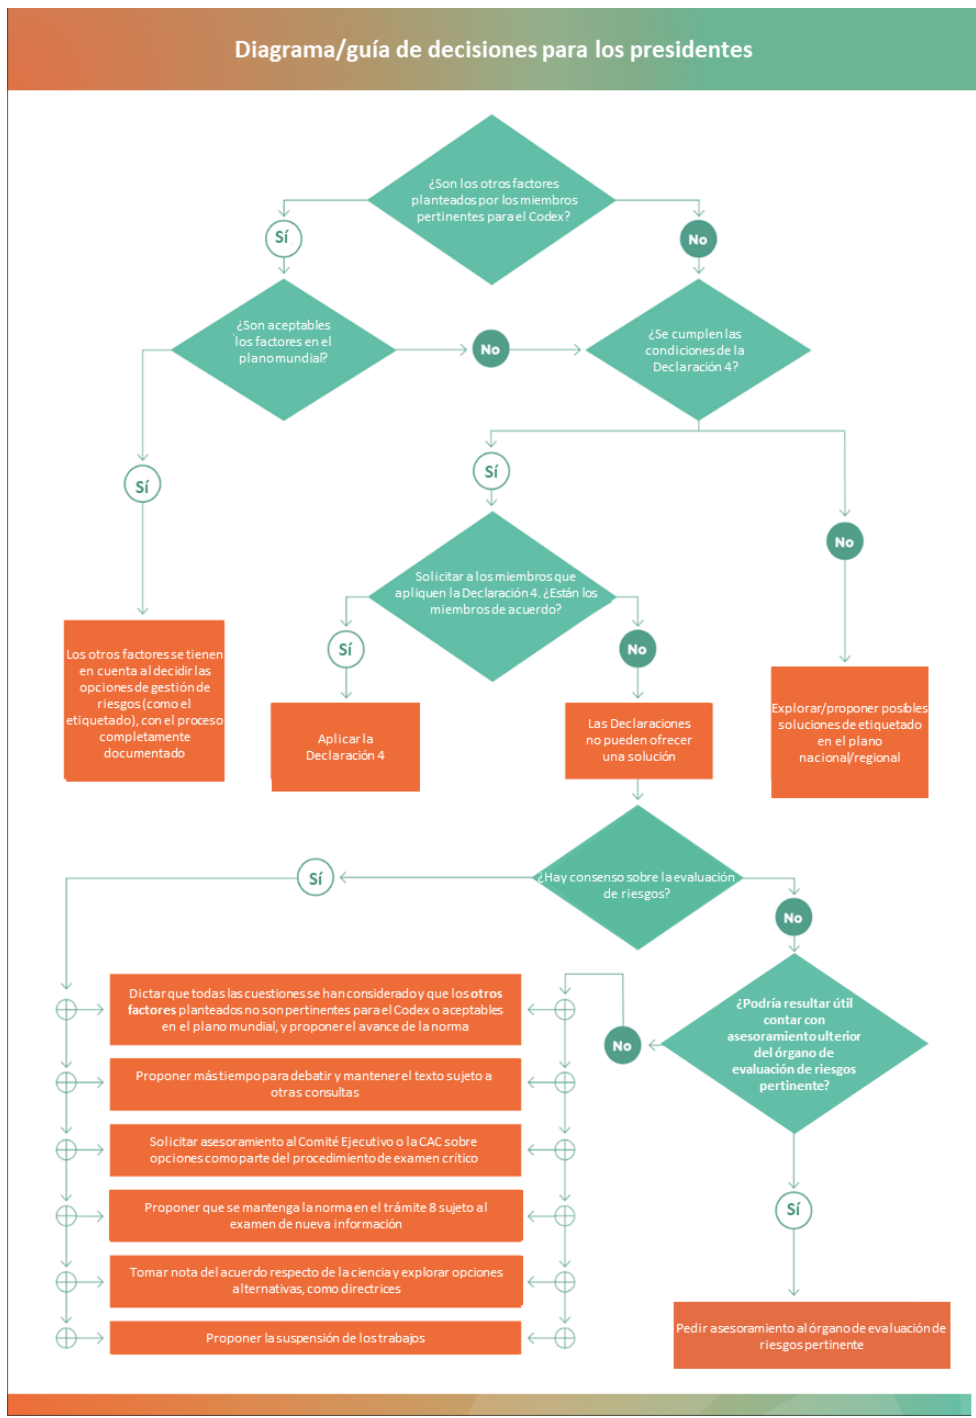 Diagrama/guía de decisiones para los presidentes
¿Son los otros factores
planteados por los miembros
pertinentes para el Codex?
Sí
No
¿Son aceptables
los factores en el
plano mundial?
No
¿Se cumplen las
condiciones de la
Declaración 4?
Sí
Sí
No
Solicitar a los miembros que
apliquen la Declaración 4. ¿Están los
miembros de acuerdo?
Sí
No
Los otros factores se tienen
en cuenta al decidir las
opciones de gestión de
riesgos (como el
etiquetado), con el proceso
completamente
documentado
Aplicar la
Declaración 4
Las Declaraciones
no pueden ofrecer
una solución
Explorar/proponer posibles
soluciones de etiquetado
en el plano
nacional/regional
¿Hay consenso sobre la evaluación
de riesgos?
Sí
No
Dictar que todas las cuestiones se han considerado y que los otros
factores planteados no son pertinentes para el Codex o aceptables
en el plano mundial, y proponer el avance de la norma
No
¿Podría resultar útil
contar con
asesoramiento ulterior
del órgano de
evaluación de riesgos
pertinente?
Proponer más tiempo para debatir y mantener el texto sujeto a
otras consultas
Solicitar asesoramiento al Comité Ejecutivo o la CAC sobre
opciones como parte del procedimiento de examen crítico
Proponer que se mantenga la norma en el trámite 8 sujeto al
examen de nueva información
Sí
Tomar nota del acuerdo respecto de la ciencia y explorar opciones
alternativas, como directrices
Proponer la suspensión de los trabajos
Pedir asesoramiento al órgano de evaluación de
riesgos pertinente